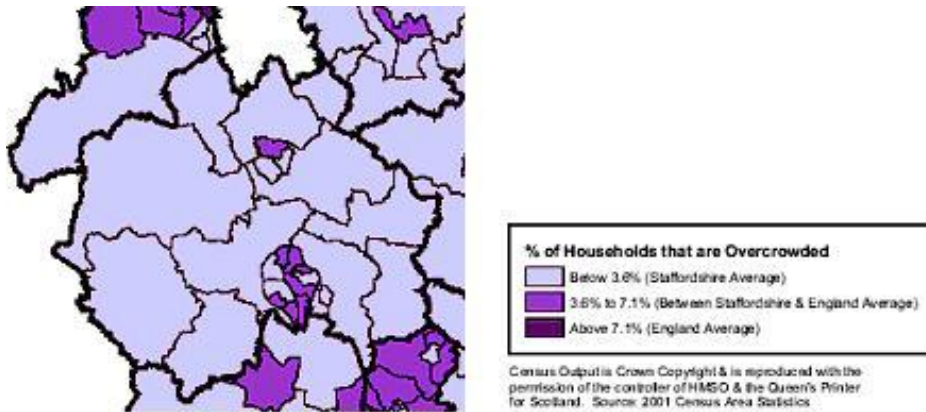 % of Households that are Overcrowded
Below 3.6% (Staffordshire Average)
3.6% to 7.1% (Between Staffordshire & England Average)
Above 7.1% (England Average)
Census Output is Crown Copyright & is reproduced with the
permission of the controller of HMSO & the Queen's Printer
for Scotland. Source: 2001 Census Area Statistics